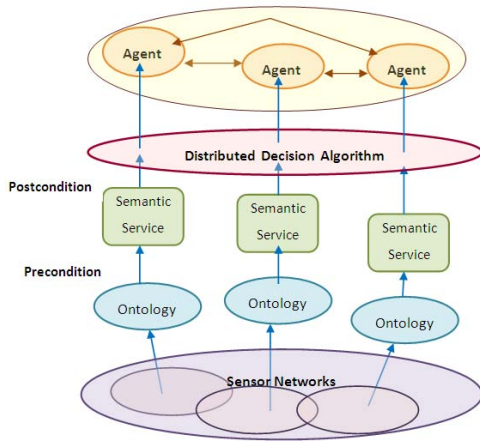 Agent
Agent
Agent
Distributed Decision Algorithm
Postcondition
Semantic
Service
Semantic
Service
Semantic
Service
Precondition
Ontology
Ontology
Ontology
Sensor Networks